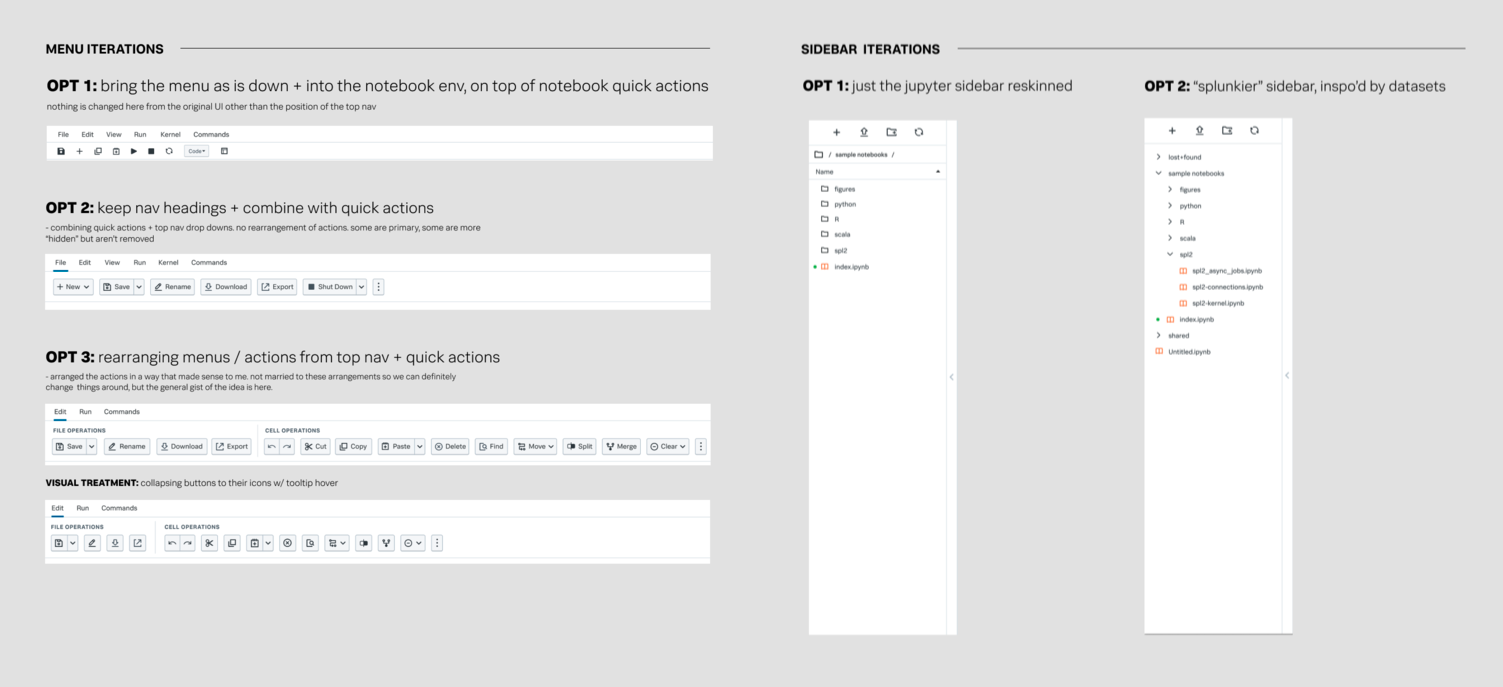 MENU ITERATIONS
OPT 1: bring the menu as is down + into the notebook env, on top of notebook quick actions
nothing is changed here from the original UI other than the position of the top nav
File Edit View Run Kernel Commands
Code
OPT 2: keep nav headings + combine with quick actions
- combining quick actions + top nav drop downs. no rearrangement of actions. some are primary, some are more
"hidden" but aren't removed
File Edit View Run Kernel Commands
+ New Save Rename Download Export Shut Down
OPT 3: rearranging menus / actions from top nav + quick actions
- arranged the actions in a way that made sense to me. not married to these arrangements so we can definitely
change things around, but the general gist of the idea is here.
Edit Run Commands
FILE OPERATIONS CELL OPERATIONS
Save Rename Download Export Cut Copy Paste Delete Find Move Split Merge Clear
VISUAL TREATMENT: collapsing buttons to their icons w/ tooltip hover
Edit Run Commands
FILE OPERATIONS CELL OPERATIONS
SIDEBAR ITERATIONS
OPT 1: just the jupyter sidebar reskinned
/ sample notebooks /
Name
figures
python
R
scala
spl2
index.ipynb
OPT 2: “splunkier” sidebar, inspo’d by datasets
lost+found
sample notebooks
figures
python
R
scala
spl2
spl2_async_jobs.ipynb
spl2-connections.ipynb
spl2-kernel.ipynb
index.ipynb
shared
Untitled.ipynb